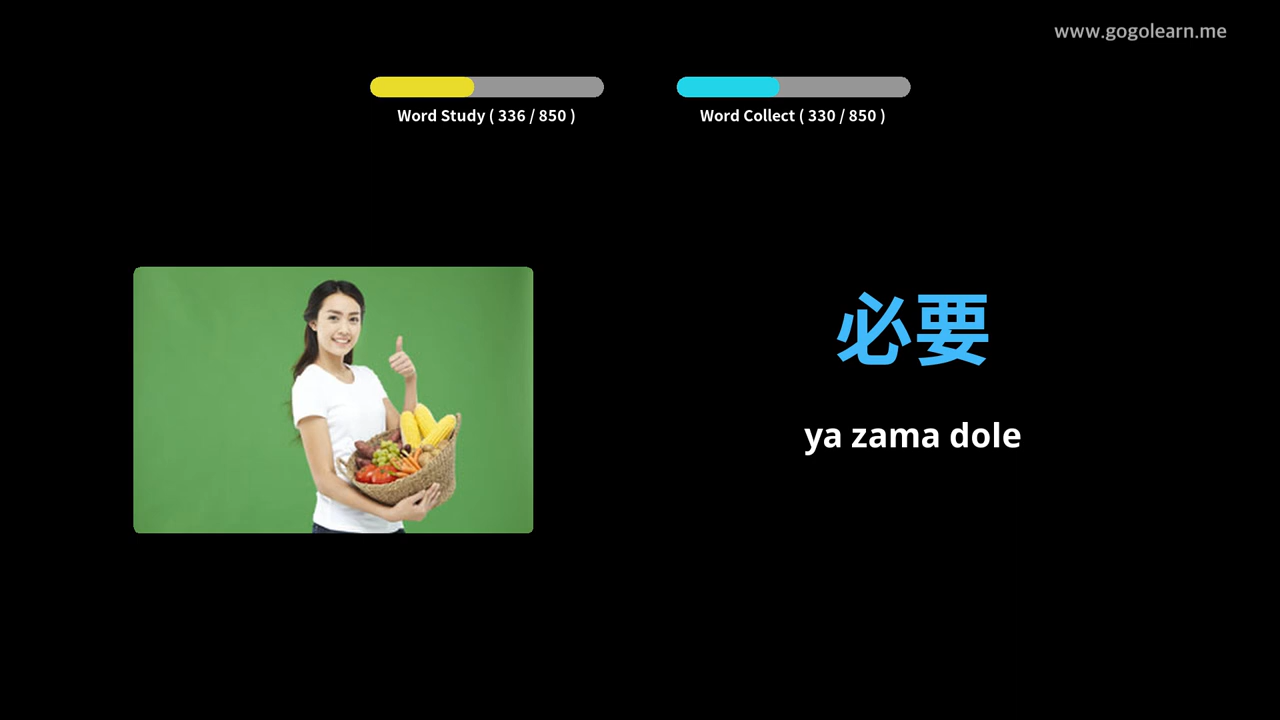 www.gogolearn.me
Word Study ( 336 / 850 )
Word Collect ( 330 / 850 )
必要
ya zama dole